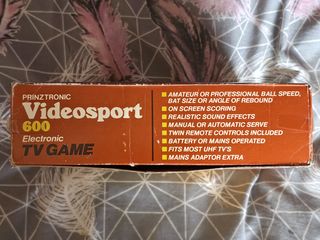 PRINZTRONIC
Videosport
600
Electronic
TV GAME
AMATEUR OR PROFESSIONAL BALL SPEED,
BAT SIZE OR ANGLE OF REBOUND
ON SCREEN SCORING
REALISTIC SOUND EFFECTS
MANUAL OR AUTOMATIC SERVE
TWIN REMOTE CONTROLS INCLUDED
BATTERY OR MAINS OPERATED
FITS MOST UHF TV'S
MAINS ADAPTOR EXTRA